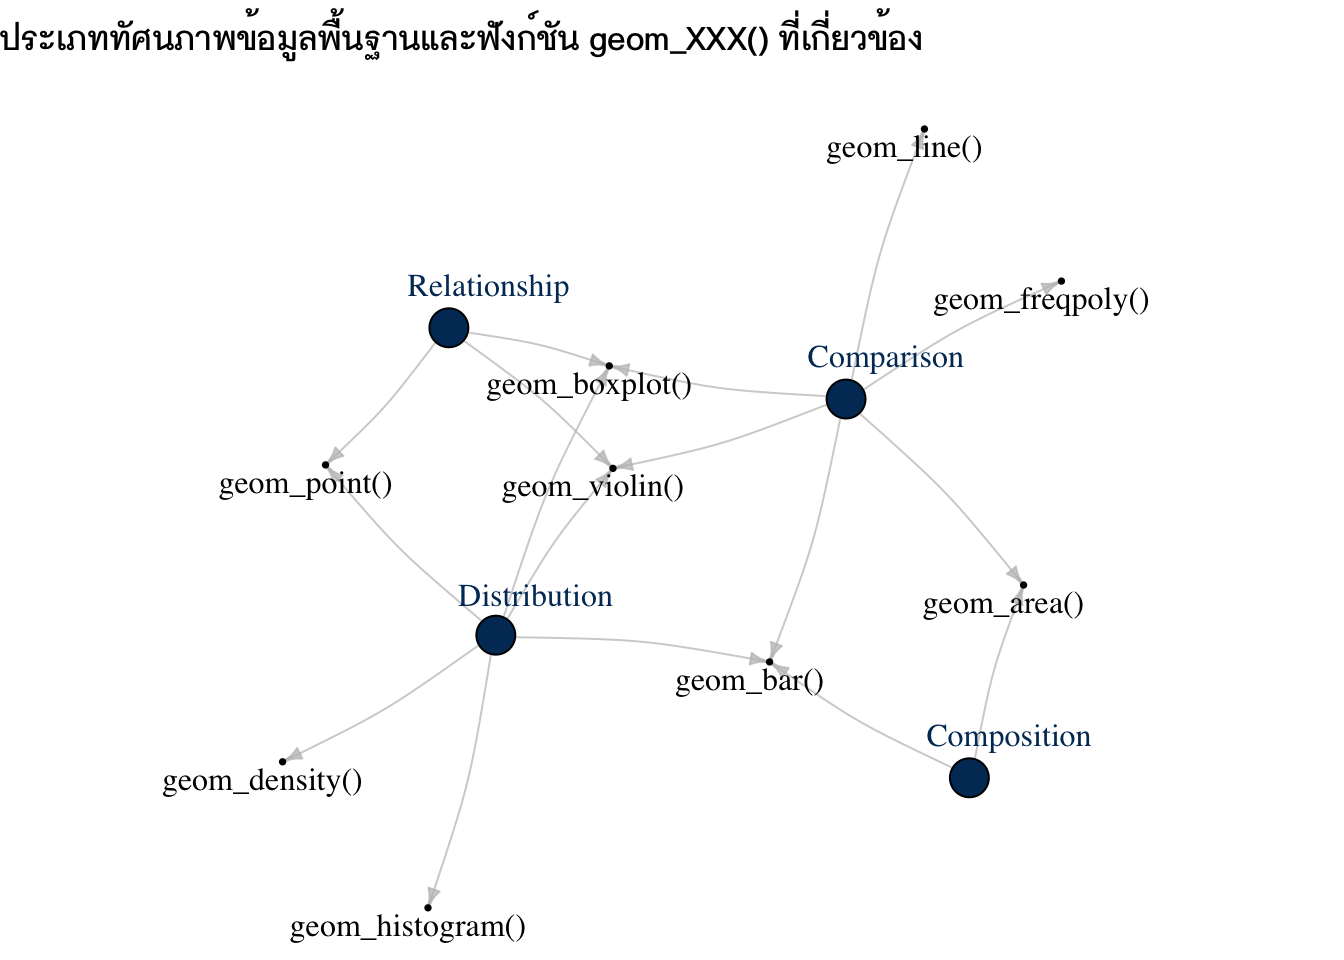 ประเภททัศนภาพข้อมูลพื้นฐานและฟังก์ชัน geom_XXX() ที่เกี่ยวข้อง
geom_line()
Relationship
geom_freqpoly()
Comparison
geom_boxplot()
geom_point()
geom_violin()
Distribution
geom_area()
geom_bar()
Composition
geom_density()
geom_histogram()